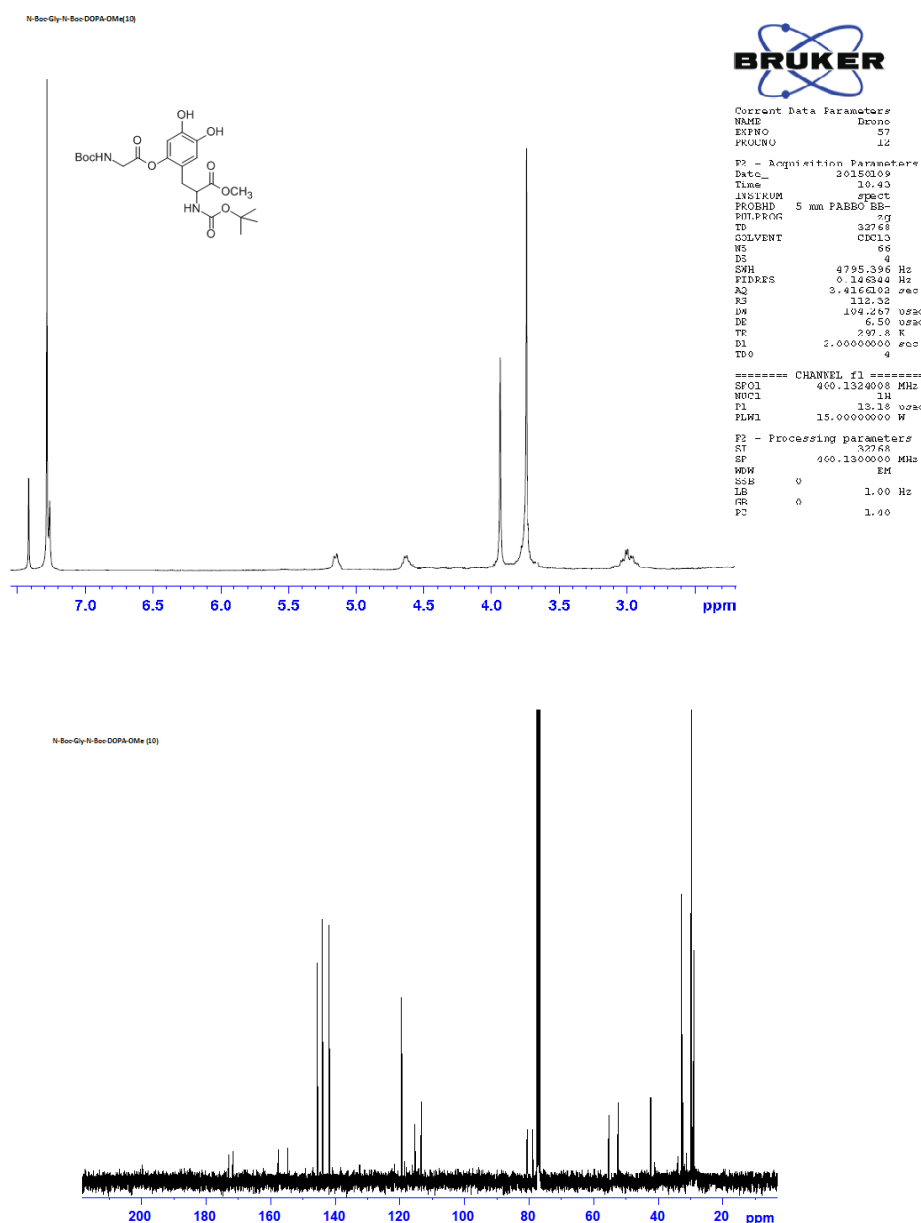 N-Boc-Gly-N-Boc-DOPA-OMe(10)
BRUKER
OH
OH
O
BocHN
O
O
OCH3
HN
O
O
Current Data Parameters
NAME Drono
EXPNO 57
PROCNO 12
F2 - Acquisition Parameters
Date_ 20150109
Time 10.43
INSTRUM spect
PROBHD 5 mm PABBO BB-
PULPROG zg
TD 32768
SOLVENT CDCl3
NS 66
DS 4
SWH 4795.396 Hz
FIDRES 0.146344 Hz
AQ 3.4166102 sec
RG 112.32
DW 104.267 usec
DE 6.50 usec
TE 297.8 K
D1 2.00000000 sec
TD0 4
======== CHANNEL f1 ========
SFO1 400.1324008 MHz
NUC1 1H
P1 13.18 usec
PLW1 15.00000000 W
F2 - Processing parameters
SI 32768
SF 400.1300000 MHz
WDW EM
SSB 0
LB 1.00 Hz
GB 0
PC 1.40
7.0 6.5 6.0 5.5 5.0 4.5 4.0 3.5 3.0 ppm
N-Boc-Gly-N-Boc-DOPA-OMe (10)
200 180 160 140 120 100 80 60 40 20 ppm